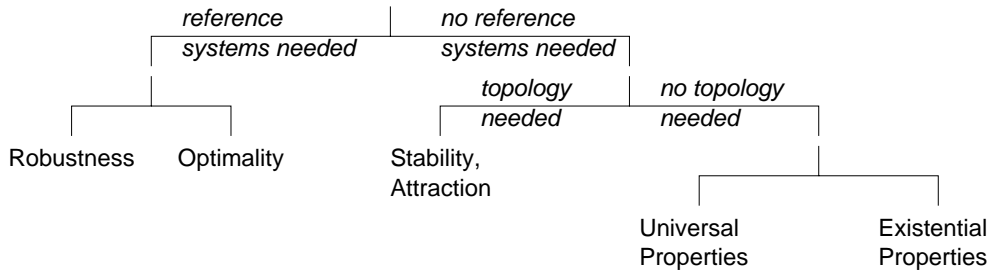 reference
systems needed
no reference
systems needed
topology
needed
no topology
needed
Robustness
Optimality
Stability,
Attraction
Universal
Properties
Existential
Properties